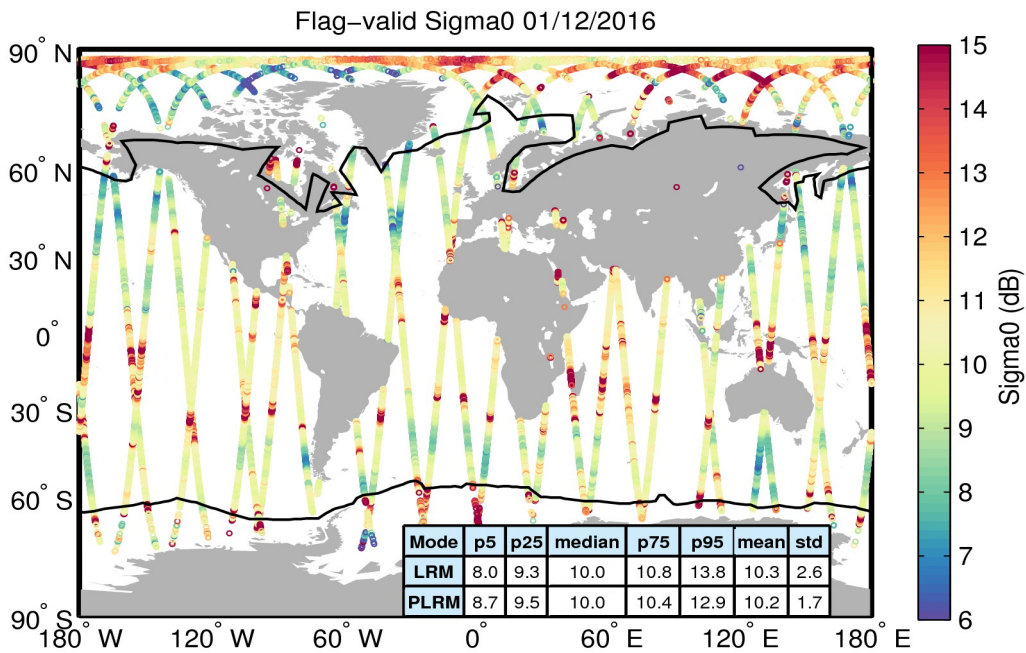 Flag−valid Sigma0 01/12/2016
90° N
60° N
30° N
0°
30° S
60° S
90° S
180° W
120° W
60° W
0°
60° E
120° E
180° E
Mode p5 p25 median p75 p95 mean std
LRM 8.0 9.3 10.0 10.8 13.8 10.3 2.6
PLRM 8.7 9.5 10.0 10.4 12.9 10.2 1.7
15
14
13
12
11
10
9
8
7
6
Sigma0 (dB)